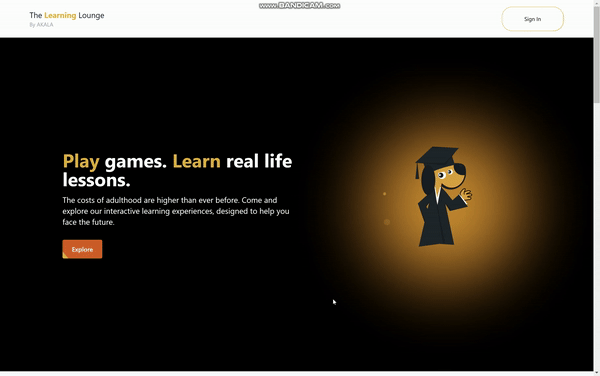 www.BANDICAM.com
The Learning Lounge
By AKALA
Sign In
Play games. Learn real life
lessons.
The costs of adulthood are higher than ever before. Come and
explore our interactive learning experiences, designed to help you
face the future.
Explore